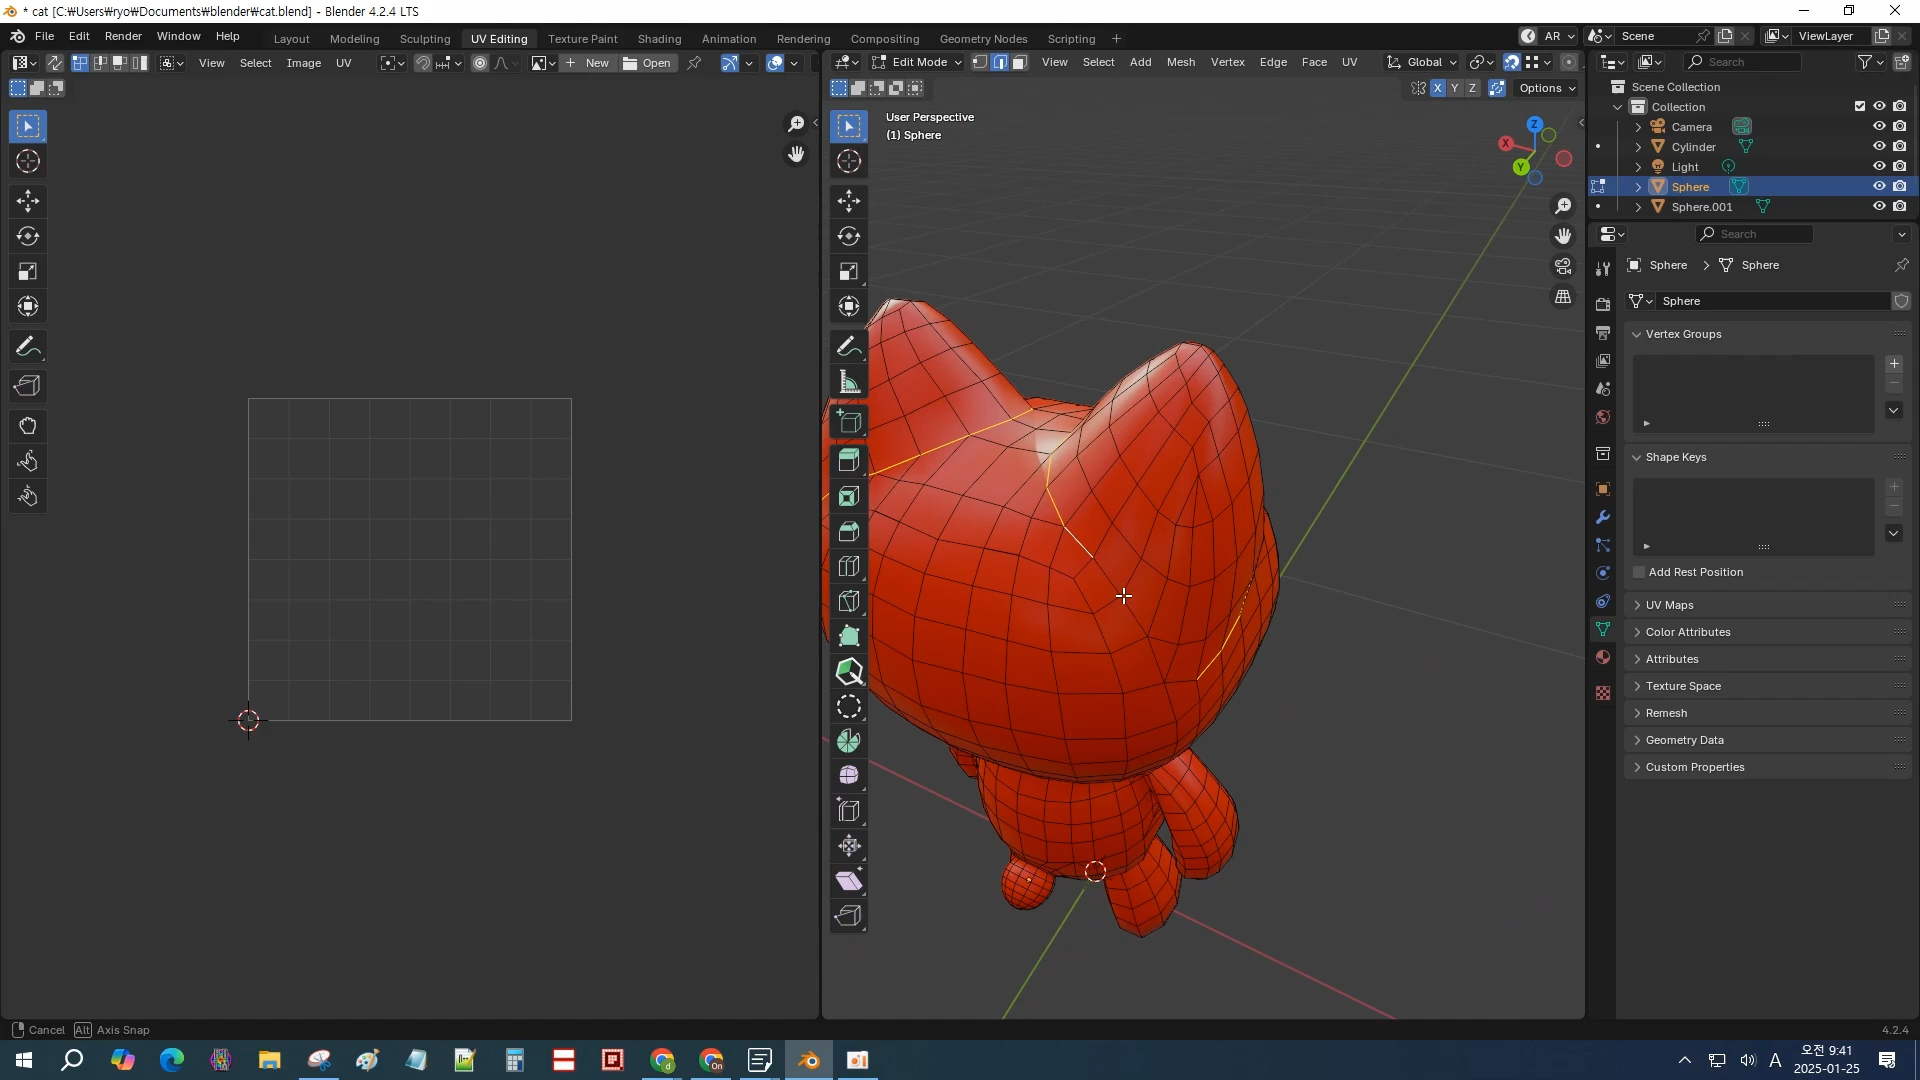 * cat [C:₩Users₩ryo₩Documents₩blender₩cat.blend] - Blender 4.2.4 LTS
File Edit Render Window Help Layout Modeling Sculpting UV Editing Texture Paint Shading Animation Rendering Compositing Geometry Nodes Scripting + AR Scene ViewLayer
View Select Image UV New Open
Edit Mode View Select Add Mesh Vertex Edge Face UV Global
Search
X Y Z Options
User Perspective
(1) Sphere
Z
X
Y
Scene Collection
Collection
Camera
Cylinder
Light
Sphere
Sphere.001
Search
Sphere > Sphere
Sphere
Vertex Groups
Shape Keys
Add Rest Position
UV Maps
Color Attributes
Attributes
Texture Space
Remesh
Geometry Data
Custom Properties
Cancel Alt Axis Snap
4.2.4
d
On
A
오전 9:41
2025-01-25